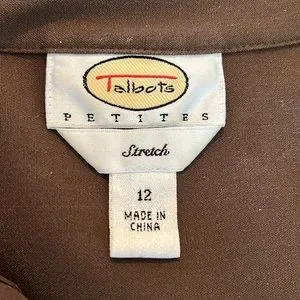 Talbots
PETITES
Stretch
12
MADE IN
CHINA